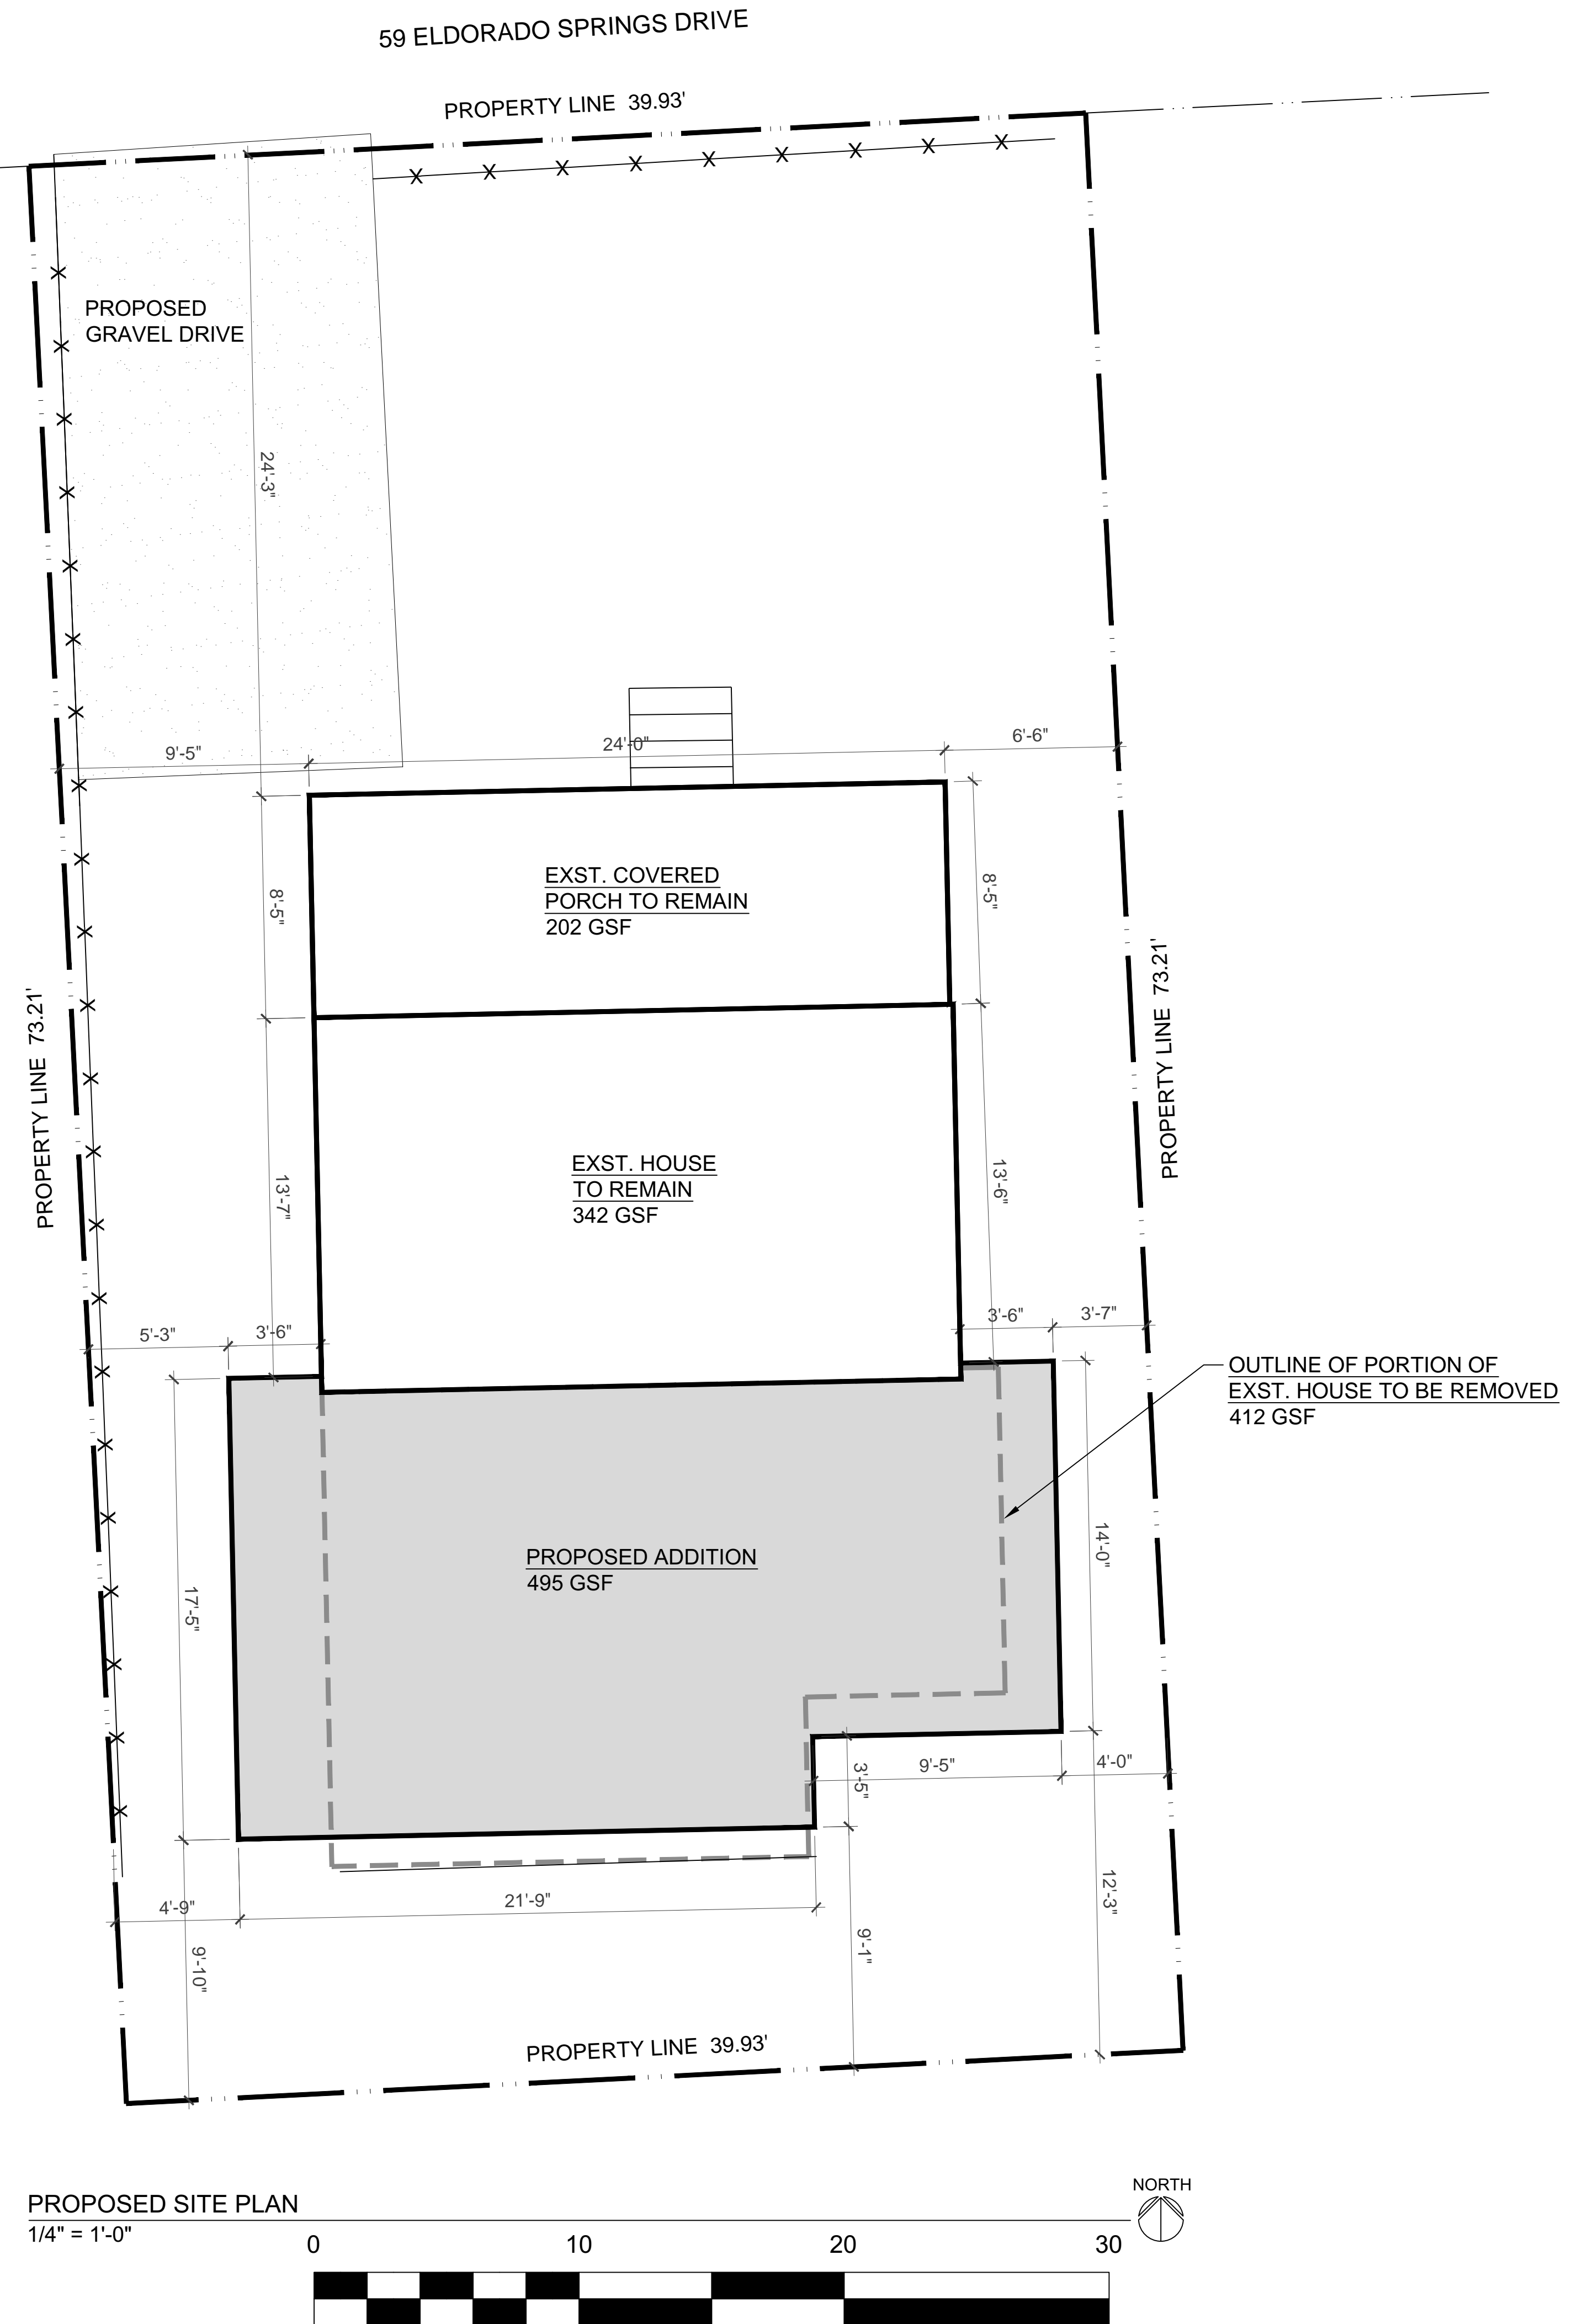 59 ELDORADO SPRINGS DRIVE
PROPERTY LINE 39.93'
PROPOSED
GRAVEL DRIVE
24'-3"
9'-5"
24'-0"
6'-6"
EXST. COVERED
PORCH TO REMAIN
202 GSF
8'-5"
8'-5"
PROPERTY LINE 73.21'
PROPERTY LINE 73.21'
EXST. HOUSE
TO REMAIN
342 GSF
13'-7"
13'-6"
5'-3"
3'-6"
3'-6"
3'-7"
OUTLINE OF PORTION OF
EXST. HOUSE TO BE REMOVED
412 GSF
PROPOSED ADDITION
495 GSF
17'-5"
14'-0"
9'-5"
4'-0"
3'-5"
4'-9"
21'-9"
12'-3"
9'-10"
9'-1"
PROPERTY LINE 39.93'
NORTH
PROPOSED SITE PLAN
1/4" = 1'-0"
0 10 20 30